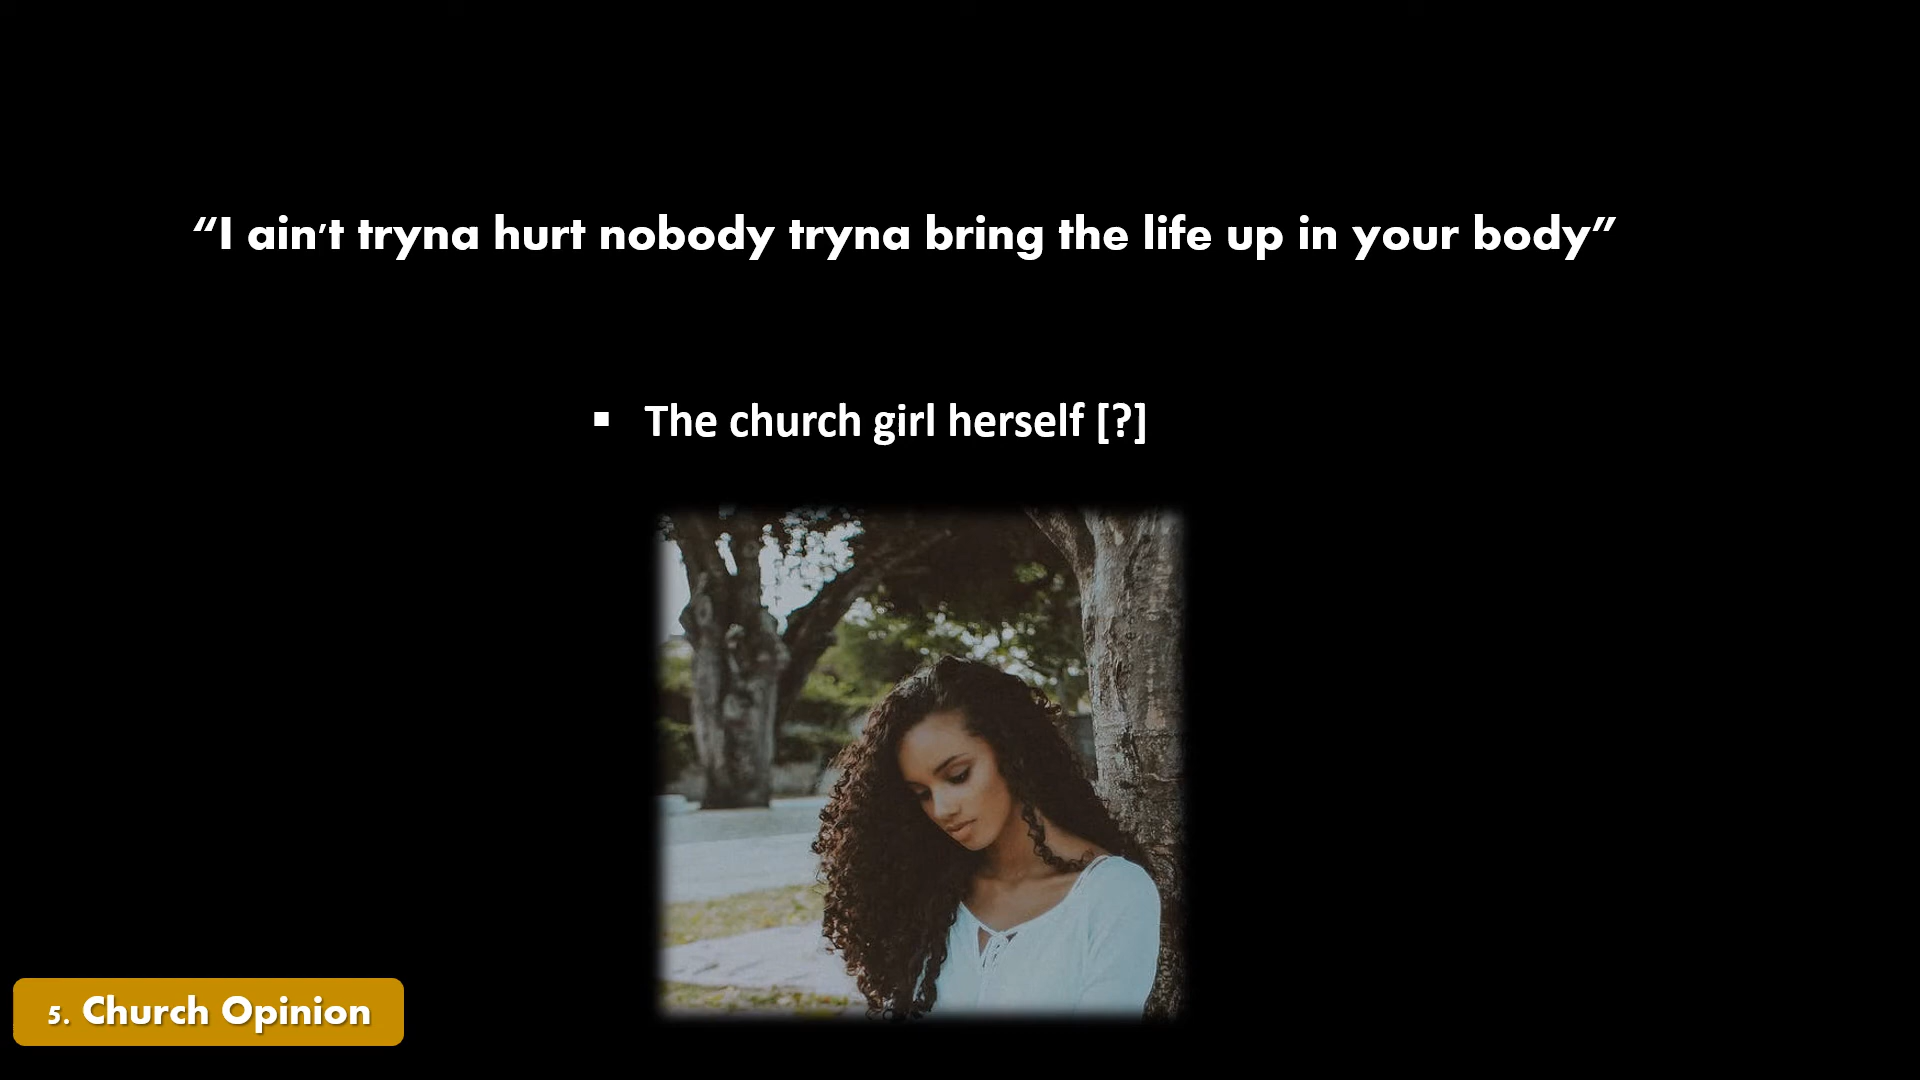 “I ain't tryna hurt nobody tryna bring the life up in your body”
▪ The church girl herself [?]
5. Church Opinion